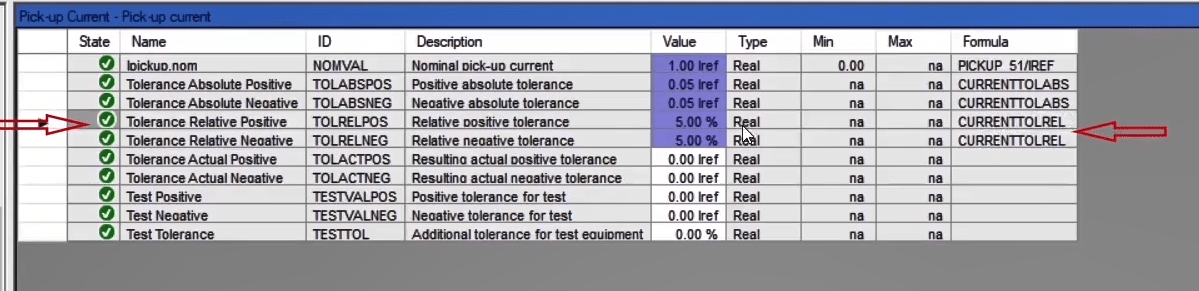 Pick-up Current - Pick-up current
State Name ID Description Value Type Min Max Formula
Ipickup.nom NOMVAL Nominal pick-up current 1.00 Iref Real 0.00 na PICKUP_51/IREF
Tolerance Absolute Positive TOLABSPOS Positive absolute tolerance 0.05 Iref Real na na CURRENTTOLABS
Tolerance Absolute Negative TOLABSNEG Negative absolute tolerance 0.05 Iref Real na na CURRENTTOLABS
Tolerance Relative Positive TOLRELPOS Relative positive tolerance 5.00 % Real na na CURRENTTOLREL
Tolerance Relative Negative TOLRELNEG Relative negative tolerance 5.00 % Real na na CURRENTTOLREL
Tolerance Actual Positive TOLACTPOS Resulting actual positive tolerance 0.00 Iref Real na na
Tolerance Actual Negative TOLACTNEG Resulting actual negative tolerance 0.00 Iref Real na na
Test Positive TESTVALPOS Positive tolerance for test 0.00 Iref Real na na
Test Negative TESTVALNEG Negative tolerance for test 0.00 Iref Real na na
Test Tolerance TESTTOL Additional tolerance for test equipment 0.00 % Real na na